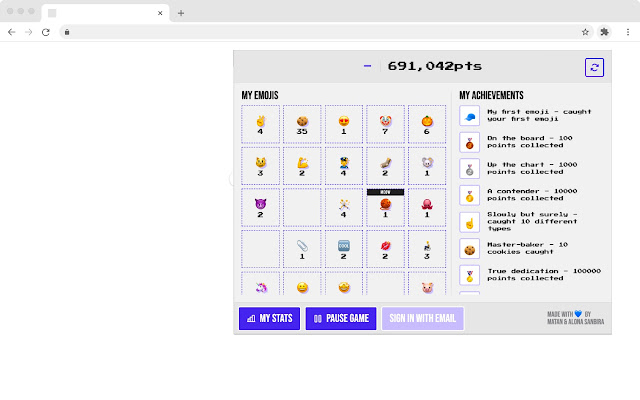 691,042pts
MY EMOJIS
MY ACHIEVEMENTS
4 35 1 7 6
3 2 4 2 1
MEOW
2 4 1 1
COOL
1 2 2 3
My first emoji - caught
your first emoji
On the board - 100
points collected
Up the chart - 1000
points collected
A contender - 10000
points collected
Slowly but surely -
caught 10 different
types
Master-baker - 10
cookies caught
True dedication - 100000
points collected
MY STATS
PAUSE GAME
SIGN IN WITH EMAIL
MADE WITH 💙 BY
MATAN & ALONA SANBIRA